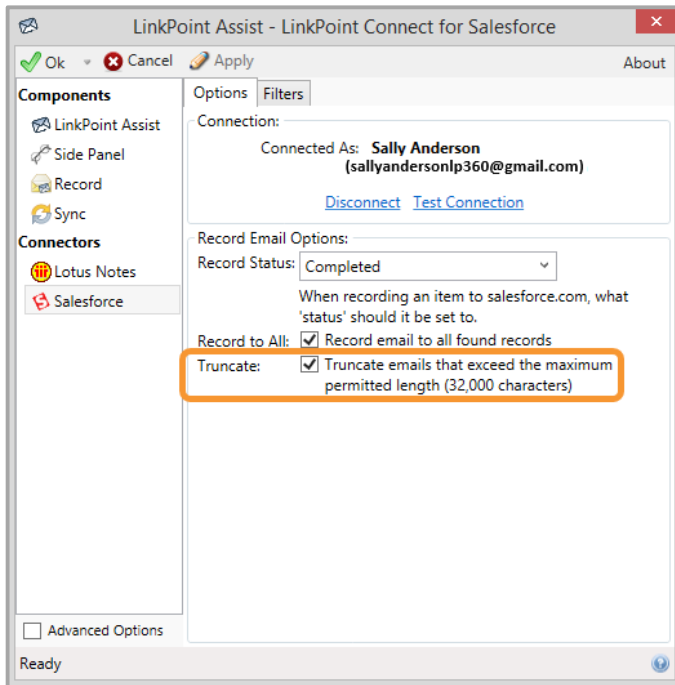 LinkPoint Assist - LinkPoint Connect for Salesforce
Ok Cancel Apply About
Components
LinkPoint Assist
Side Panel
Record
Sync
Connectors
Lotus Notes
Salesforce
Advanced Options
Options Filters
Connection:
Connected As: Sally Anderson
(sallyandersonlp360@gmail.com)
Disconnect Test Connection
Record Email Options:
Record Status: Completed
When recording an item to salesforce.com, what
'status' should it be set to.
Record to All: Record email to all found records
Truncate: Truncate emails that exceed the maximum
permitted length (32,000 characters)
Ready